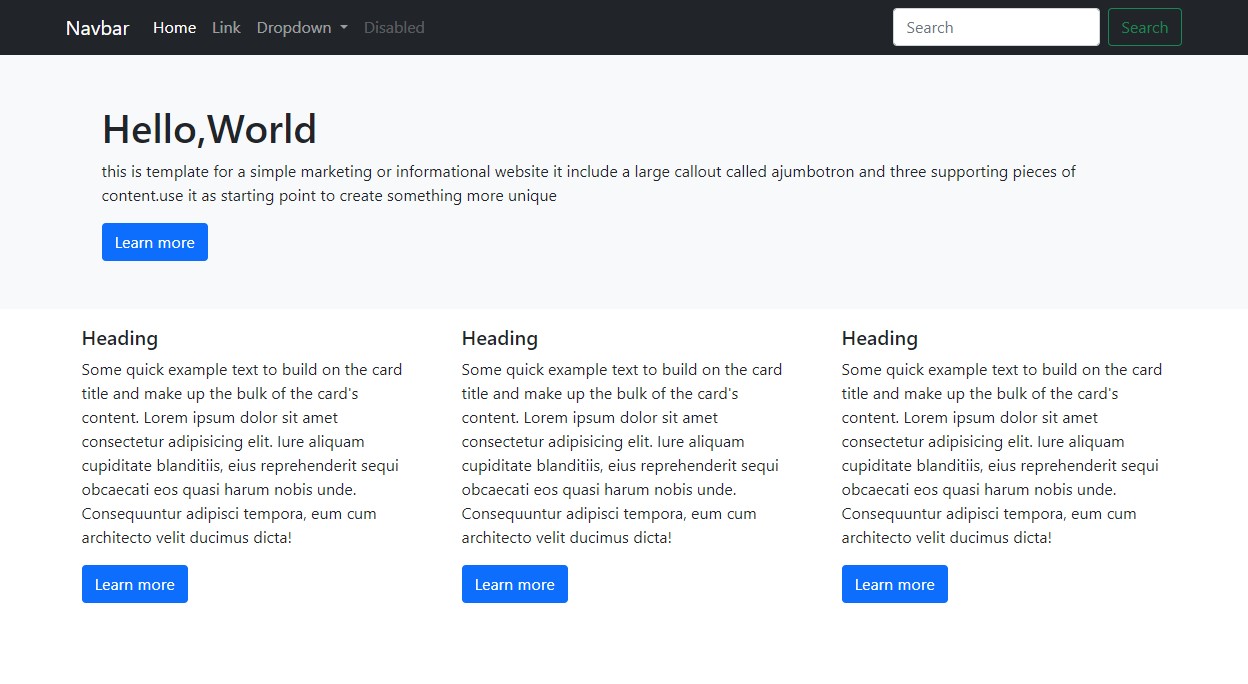 Navbar Home Link Dropdown Disabled Search Search
Hello,World
this is template for a simple marketing or informational website it include a large callout called ajumbotron and three supporting pieces of
content.use it as starting point to create something more unique
Learn more
Heading
Some quick example text to build on the card
title and make up the bulk of the card's
content. Lorem ipsum dolor sit amet
consectetur adipisicing elit. Iure aliquam
cupiditate blanditiis, eius reprehenderit sequi
obcaecati eos quasi harum nobis unde.
Consequuntur adipisci tempora, eum cum
architecto velit ducimus dicta!
Learn more
Heading
Some quick example text to build on the card
title and make up the bulk of the card's
content. Lorem ipsum dolor sit amet
consectetur adipisicing elit. Iure aliquam
cupiditate blanditiis, eius reprehenderit sequi
obcaecati eos quasi harum nobis unde.
Consequuntur adipisci tempora, eum cum
architecto velit ducimus dicta!
Learn more
Heading
Some quick example text to build on the card
title and make up the bulk of the card's
content. Lorem ipsum dolor sit amet
consectetur adipisicing elit. Iure aliquam
cupiditate blanditiis, eius reprehenderit sequi
obcaecati eos quasi harum nobis unde.
Consequuntur adipisci tempora, eum cum
architecto velit ducimus dicta!
Learn more